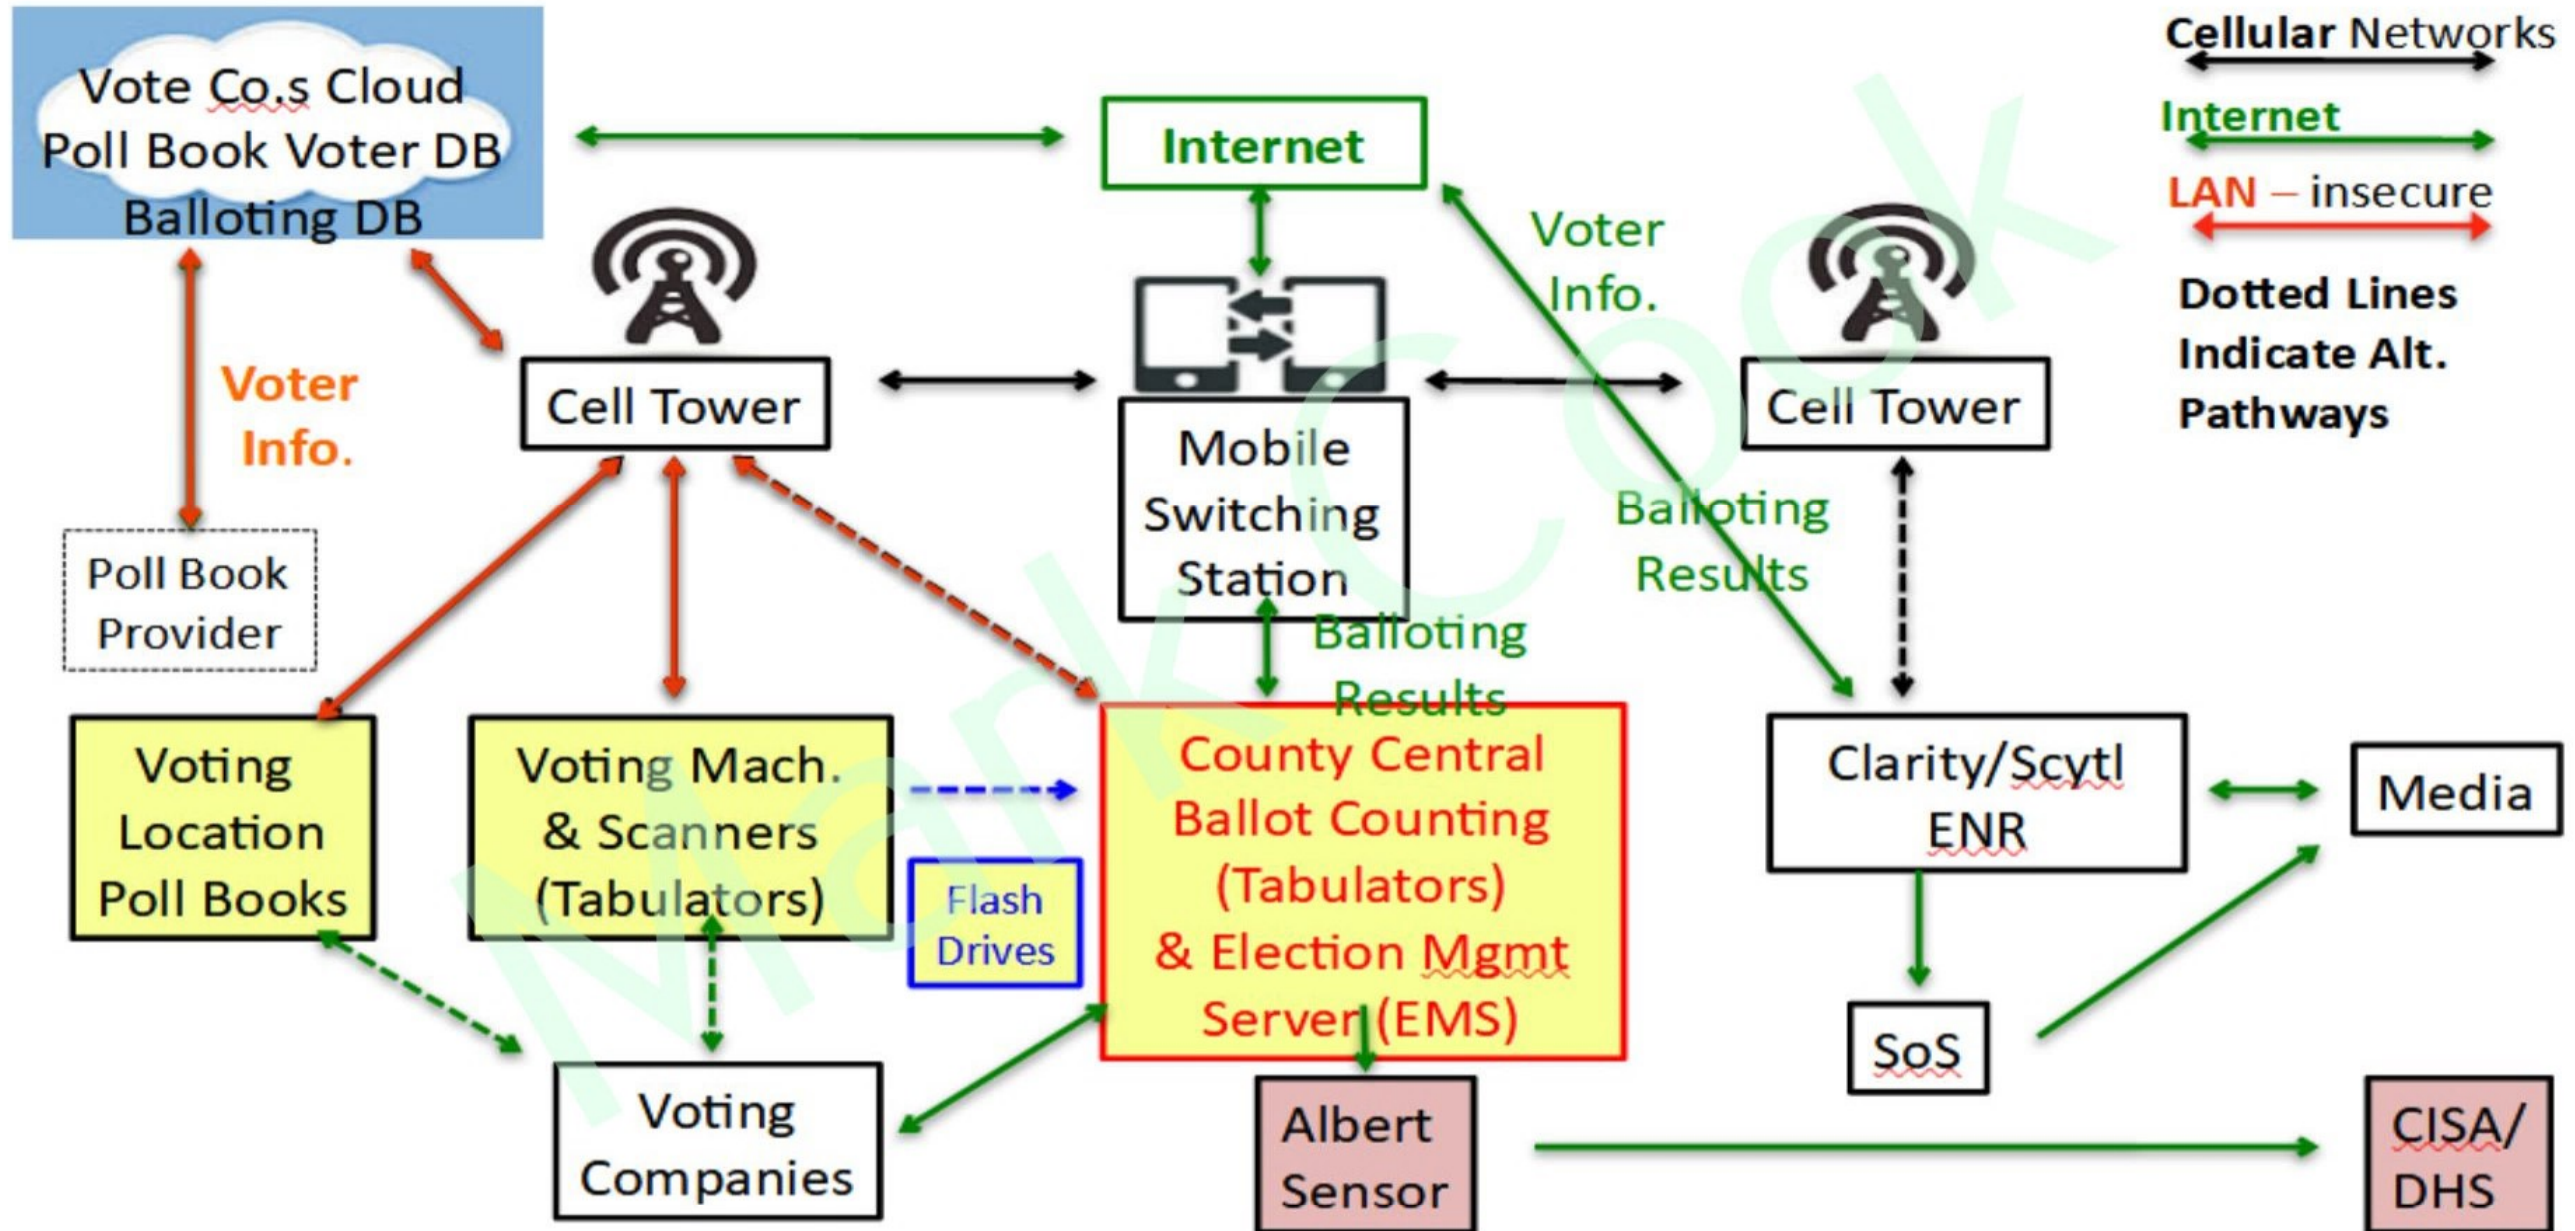 Vote Co.s Cloud
Poll Book Voter DB
Balloting DB
Internet
Cellular Networks
Internet
LAN – insecure
Dotted Lines
Indicate Alt.
Pathways
Voter
Info.
Voter
Info.
Cell Tower
Mobile
Switching
Station
Cell Tower
Balloting
Results
Balloting
Results
Poll Book
Provider
Voting
Location
Poll Books
Voting Mach.
& Scanners
(Tabulators)
Flash
Drives
County Central
Ballot Counting
(Tabulators)
& Election Mgmt
Server (EMS)
Clarity/Scytl
ENR
Media
SoS
Voting
Companies
Albert
Sensor
CISA/
DHS
Mark Cook